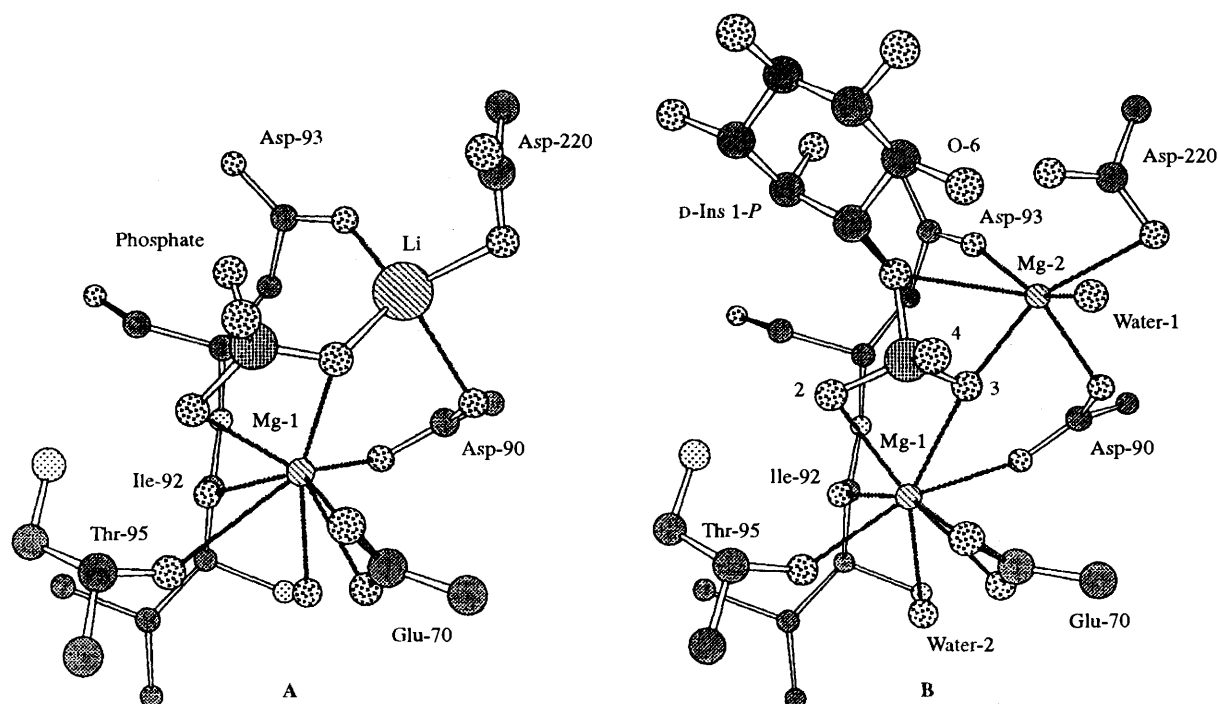 Asp-93
Asp-220
Phosphate
Li
Mg-1
Ile-92
Asp-90
Thr-95
Glu-70
A
O-6
Asp-220
D-Ins 1-P
Asp-93
Mg-2
Water-1
4
2
3
Mg-1
Asp-90
Ile-92
Thr-95
Glu-70
Water-2
B